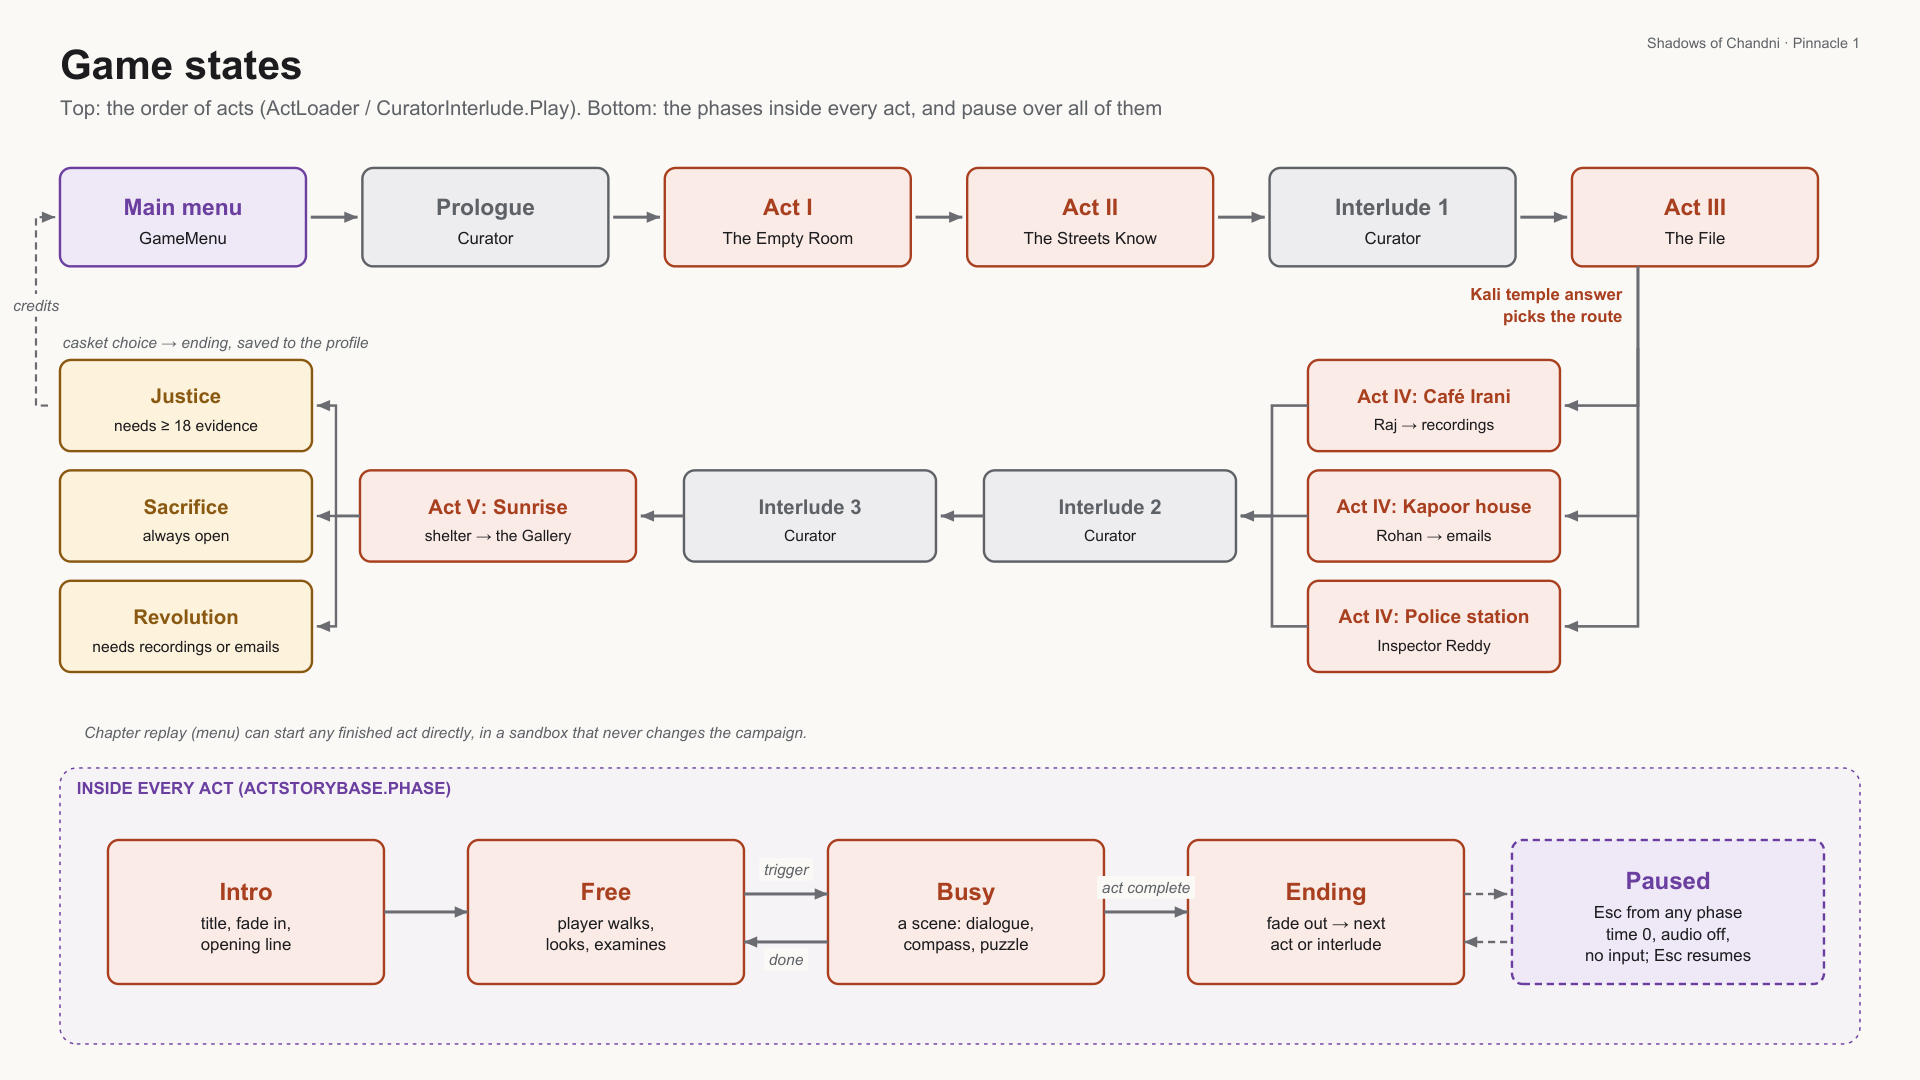 Shadows of Chandni · Pinnacle 1
Game states
Top: the order of acts (ActLoader / CuratorInterlude.Play). Bottom: the phases inside every act, and pause over all of them
Main menu
GameMenu
Prologue
Curator
Act I
The Empty Room
Act II
The Streets Know
Interlude 1
Curator
Act III
The File
credits
Kali temple answer
picks the route
casket choice → ending, saved to the profile
Justice
needs ≥ 18 evidence
Sacrifice
always open
Revolution
needs recordings or emails
Act V: Sunrise
shelter → the Gallery
Interlude 3
Curator
Interlude 2
Curator
Act IV: Café Irani
Raj → recordings
Act IV: Kapoor house
Rohan → emails
Act IV: Police station
Inspector Reddy
Chapter replay (menu) can start any finished act directly, in a sandbox that never changes the campaign.
INSIDE EVERY ACT (ACTSTORYBASE.PHASE)
Intro
title, fade in,
opening line
Free
player walks,
looks, examines
trigger
done
Busy
a scene: dialogue,
compass, puzzle
act complete
Ending
fade out → next
act or interlude
Paused
Esc from any phase
time 0, audio off,
no input; Esc resumes